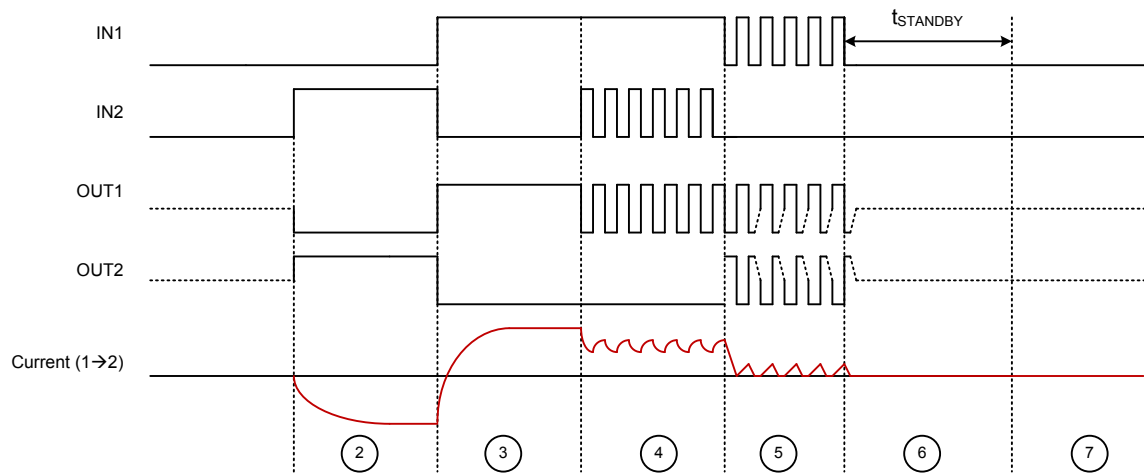 IN1
tSTANDBY
IN2
OUT1
OUT2
Current (1→2)
2 3 4 5 6 7